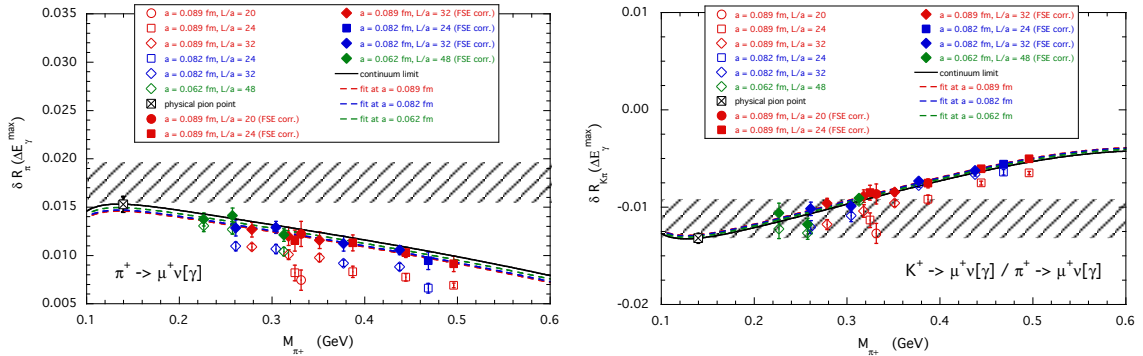 a = 0.089 fm, L/a = 20
a = 0.089 fm, L/a = 24
a = 0.089 fm, L/a = 32
a = 0.082 fm, L/a = 24
a = 0.082 fm, L/a = 32
a = 0.062 fm, L/a = 48
physical pion point
a = 0.089 fm, L/a = 20 (FSE corr.)
a = 0.089 fm, L/a = 24 (FSE corr.)
a = 0.089 fm, L/a = 32 (FSE corr.)
a = 0.082 fm, L/a = 24 (FSE corr.)
a = 0.082 fm, L/a = 32 (FSE corr.)
a = 0.062 fm, L/a = 48 (FSE corr.)
continuum limit
fit at a = 0.089 fm
fit at a = 0.082 fm
fit at a = 0.062 fm
0.035
0.030
0.025
0.020
0.015
0.010
0.005
δ R_π (ΔE_γ^max)
π⁺ -> μ⁺ν[γ]
0.1 0.2 0.3 0.4 0.5 0.6
M_π+ (GeV)
a = 0.089 fm, L/a = 20
a = 0.089 fm, L/a = 24
a = 0.089 fm, L/a = 32
a = 0.082 fm, L/a = 24
a = 0.082 fm, L/a = 32
a = 0.062 fm, L/a = 48
physical pion point
a = 0.089 fm, L/a = 20 (FSE corr.)
a = 0.089 fm, L/a = 24 (FSE corr.)
a = 0.089 fm, L/a = 32 (FSE corr.)
a = 0.082 fm, L/a = 24 (FSE corr.)
a = 0.082 fm, L/a = 32 (FSE corr.)
a = 0.062 fm, L/a = 48 (FSE corr.)
continuum limit
fit at a = 0.089 fm
fit at a = 0.082 fm
fit at a = 0.062 fm
0.01
0.00
-0.01
-0.02
δ R_Kπ (ΔE_γ^max)
K⁺ -> μ⁺ν[γ] / π⁺ -> μ⁺ν[γ]
0.1 0.2 0.3 0.4 0.5 0.6
M_π+ (GeV)